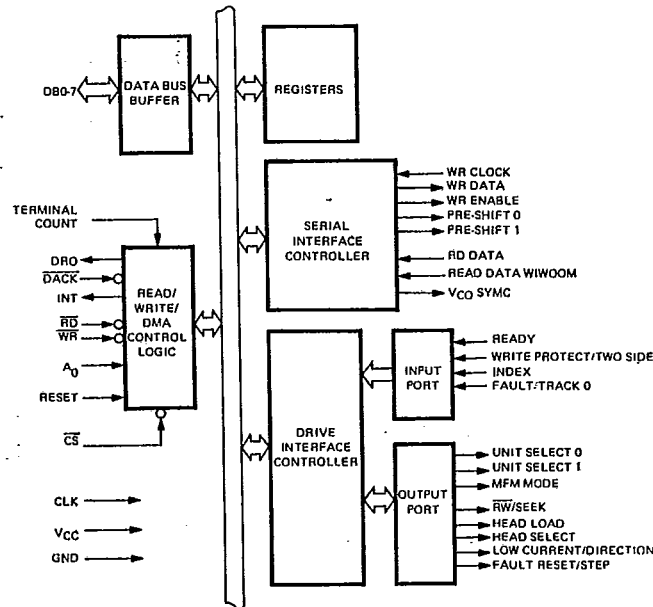 DB0-7
DATA BUS
BUFFER
REGISTERS
TERMINAL
COUNT
DRO
DACK
INT
RD
WR
A0
RESET
CS
READ/
WRITE/
DMA
CONTROL
LOGIC
CLK
VCC
GND
SERIAL
INTERFACE
CONTROLLER
WR CLOCK
WR DATA
WR ENABLE
PRE-SHIFT 0
PRE-SHIFT 1
RD DATA
READ DATA WIWOOM
VCO SYMC
DRIVE
INTERFACE
CONTROLLER
INPUT
PORT
READY
WRITE PROTECT/TWO SIDE
INDEX
FAULT/TRACK 0
OUTPUT
PORT
UNIT SELECT 0
UNIT SELECT 1
MFM MODE
RW/SEEK
HEAD LOAD
HEAD SELECT
LOW CURRENT/DIRECTION
FAULT RESET/STEP